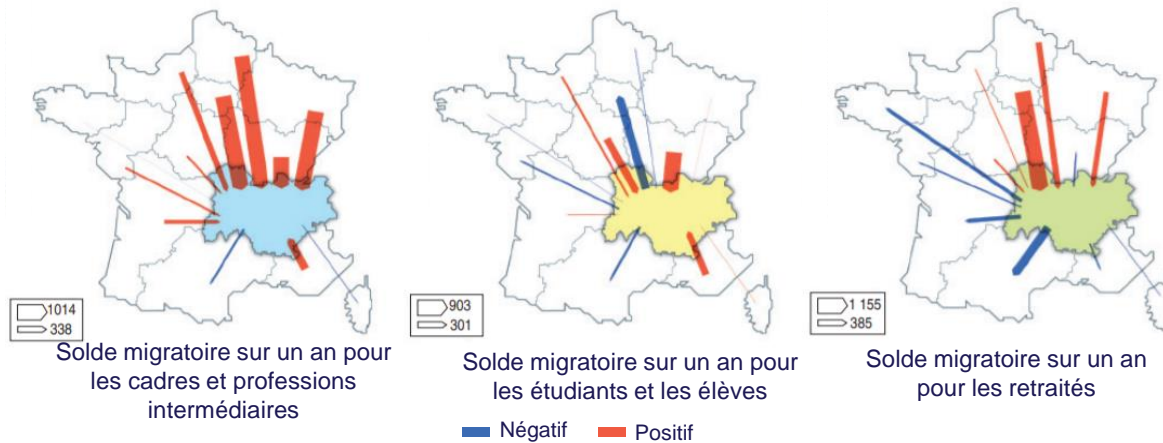 1014
338
903
301
1 155
385
Solde migratoire sur un an pour
les cadres et professions
intermédiaires
Solde migratoire sur un an pour
les étudiants et les élèves
Solde migratoire sur un an
pour les retraités
Négatif Positif